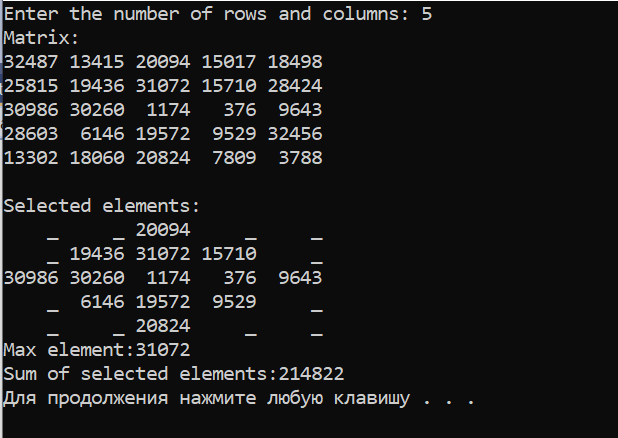 Enter the number of rows and columns: 5
Matrix:
32487 13415 20094 15017 18498
25815 19436 31072 15710 28424
30986 30260  1174   376  9643
28603  6146 19572  9529 32456
13302 18060 20824  7809  3788

Selected elements:
    _     _ 20094     _     _
    _ 19436 31072 15710     _
30986 30260  1174   376  9643
    _  6146 19572  9529     _
    _     _ 20824     _     _
Max element:31072
Sum of selected elements:214822
Для продолжения нажмите любую клавишу . . .